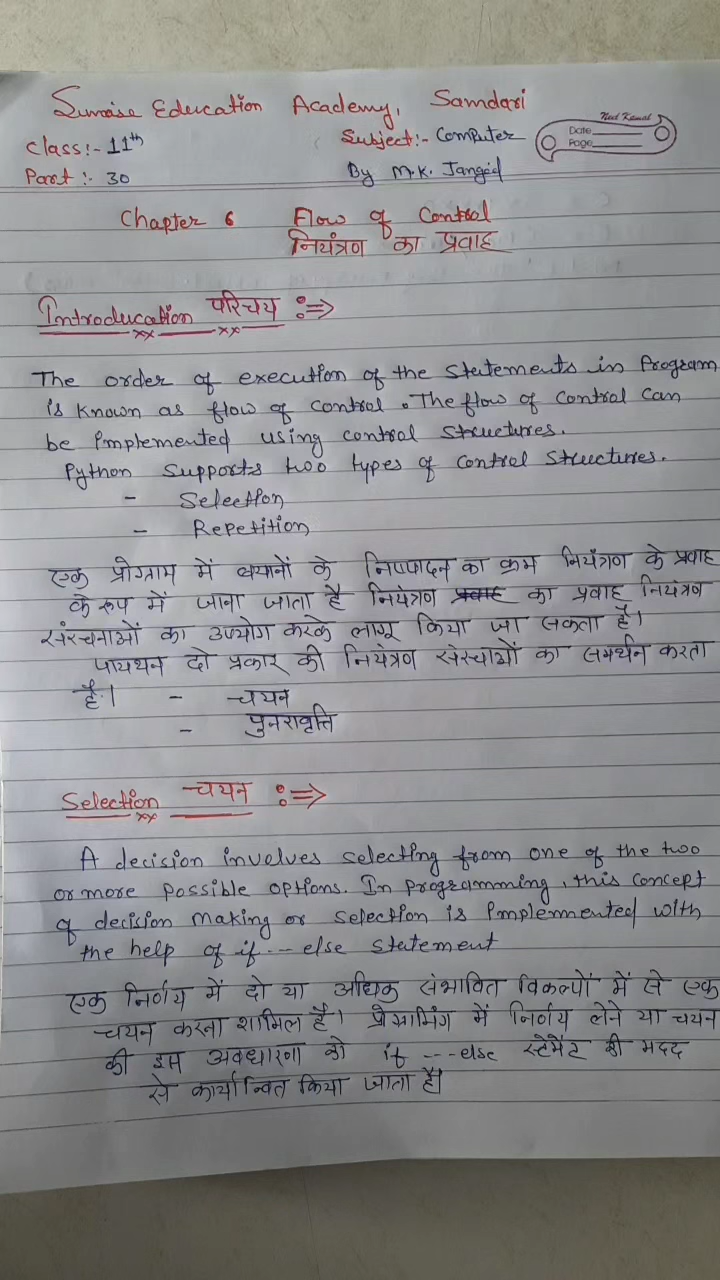 Sunrise Education Academy, Samdari
Class:- 11th Subject:- Computer
Part:- 30 By M.K. Jangid
Neel Kamal
Date
Page
Chapter 6 Flow of Control
नियंत्रण का प्रवाह
Introducation परिचय :⇒
The order of execution of the statements in Program
is known as flow of control. The flow of control can
be implemented using control structures.
Python supports two types of control structures.
- Selection
- Repetition
एक प्रोग्राम में बयानों के निष्पादन का क्रम नियंत्रण के प्रवाह
के रूप में जाना जाता है नियंत्रण का प्रवाह नियंत्रण
संरचनाओं का उपयोग करके लागू किया जा सकता है।
पायथन दो प्रकार की नियंत्रण संरचाओं का समर्थन करता
है। - चयन
- पुनरावृत्ति
Selection चयन :⇒
A decision involves selecting from one of the two
or more possible options. In programming, this concept
of decision making or selection is implemented with
the help of if---else statement
एक निर्णय में दो या अधिक संभावित विकल्पों में से एक
चयन करना शामिल है। प्रोग्रामिंग में निर्णय लेने या चयन
की इस अवधारणा को if ---else स्टेमेंट की मदद
से कार्यान्वित किया जाता है।